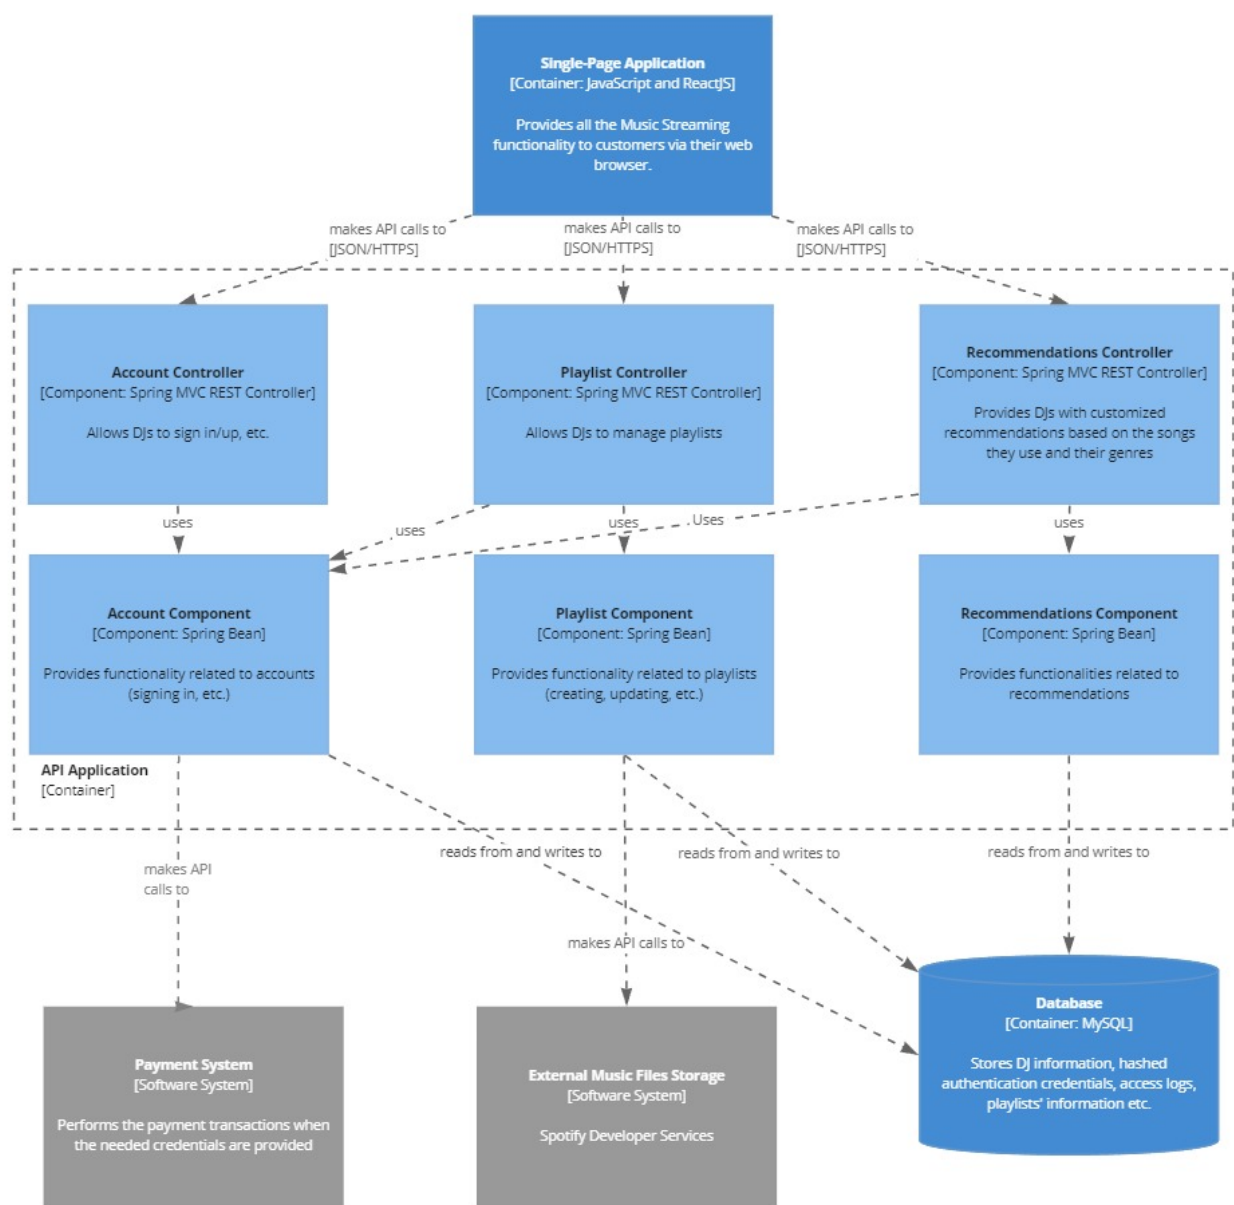 Single-Page Application
[Container: JavaScript and ReactJS]
Provides all the Music Streaming
functionality to customers via their web
browser.
makes API calls to
[JSON/HTTPS]
makes API calls to
[JSON/HTTPS]
makes API calls to
[JSON/HTTPS]
Account Controller
[Component: Spring MVC REST Controller]
Allows DJs to sign in/up, etc.
Playlist Controller
[Component: Spring MVC REST Controller]
Allows DJs to manage playlists
Recommendations Controller
[Component: Spring MVC REST Controller]
Provides DJs with customized
recommendations based on the songs
they use and their genres
uses
uses
uses
Uses
uses
Account Component
[Component: Spring Bean]
Provides functionality related to accounts
(signing in, etc.)
Playlist Component
[Component: Spring Bean]
Provides functionality related to playlists
(creating, updating, etc.)
Recommendations Component
[Component: Spring Bean]
Provides functionalities related to
recommendations
API Application
[Container]
makes API
calls to
reads from and writes to
reads from and writes to
reads from and writes to
makes API calls to
Payment System
[Software System]
Performs the payment transactions when
the needed credentials are provided
External Music Files Storage
[Software System]
Spotify Developer Services
Database
[Container: MySQL]
Stores DJ information, hashed
authentication credentials, access logs,
playlists' information etc.